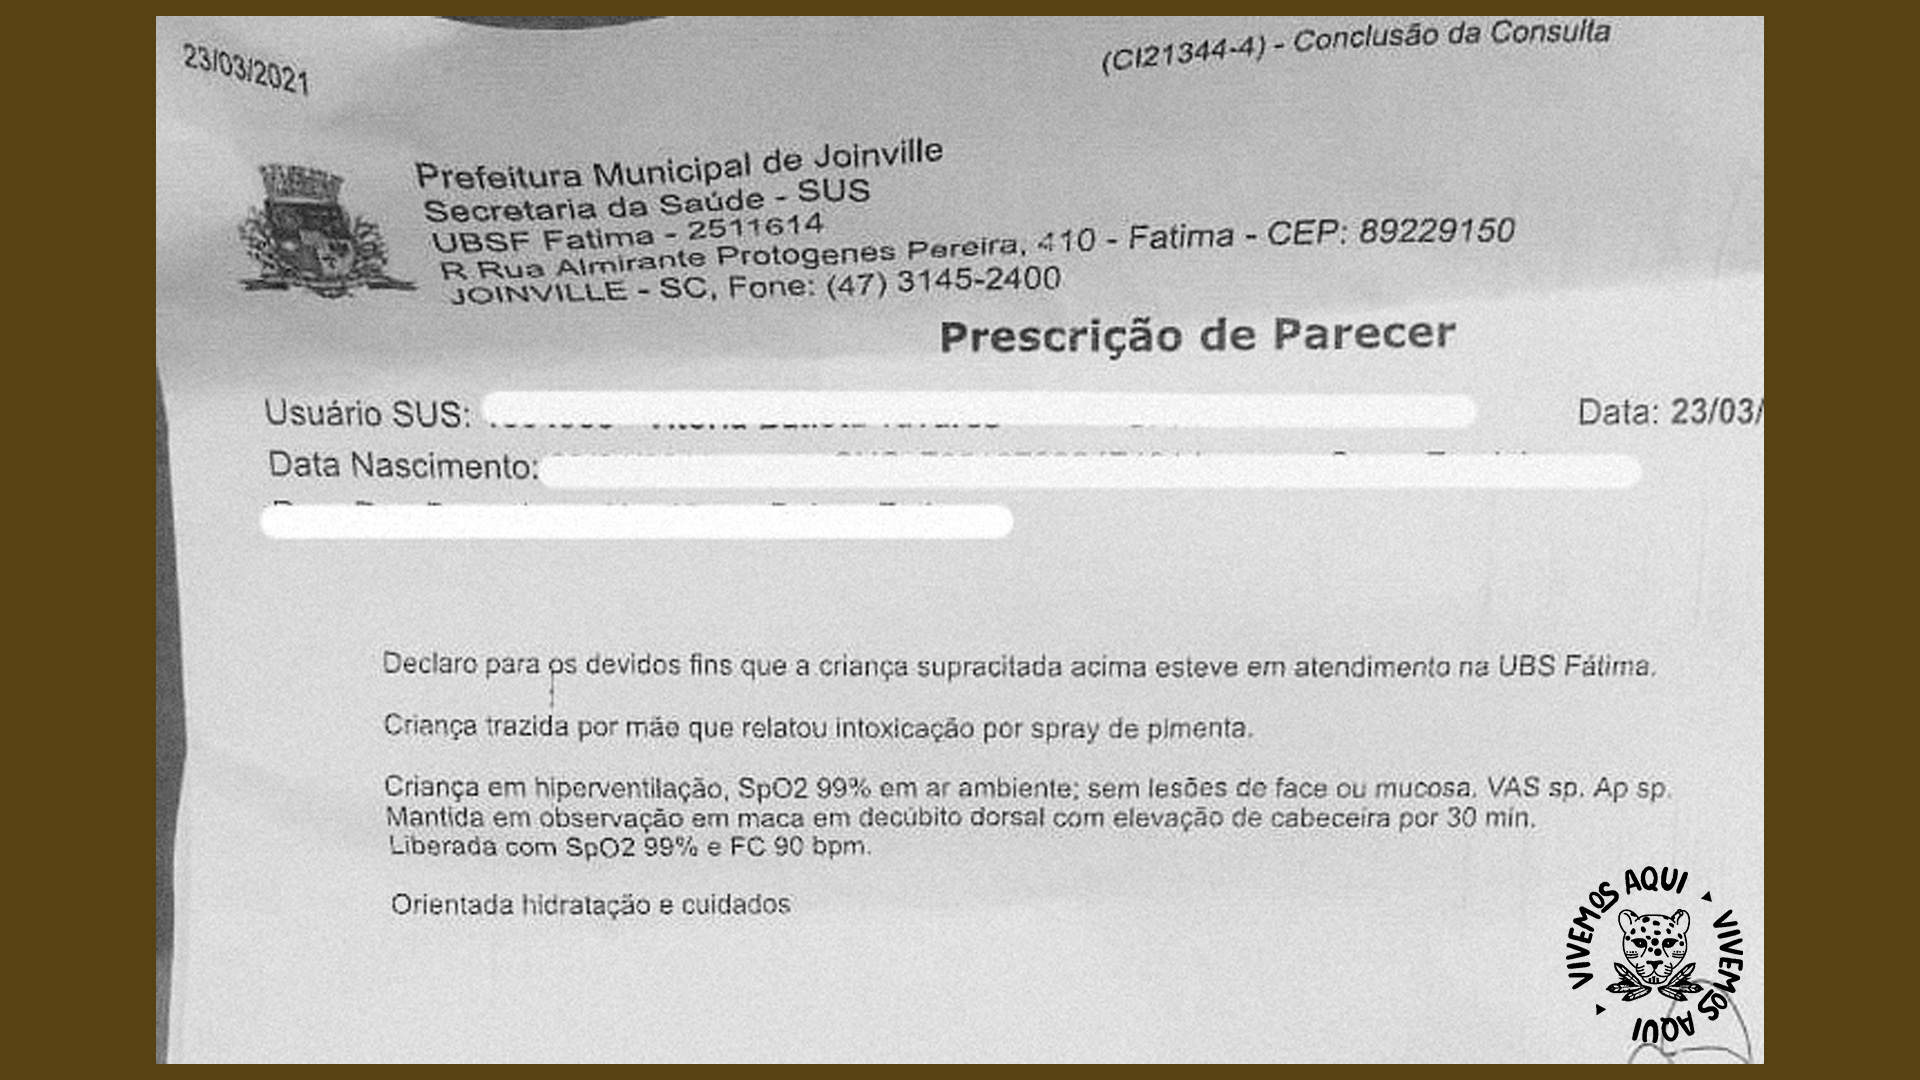 23/03/2021
(CI21344-4) - Conclusão da Consulta
Prefeitura Municipal de Joinville
Secretaria da Saúde - SUS
UBSF Fatima - 2511614
R Rua Almirante Protogenes Pereira, 410 - Fatima - CEP: 89229150
JOINVILLE - SC, Fone: (47) 3145-2400
Prescrição de Parecer
Usuário SUS:
Data: 23/03/
Data Nascimento:
Declaro para os devidos fins que a criança supracitada acima esteve em atendimento na UBS Fátima.
Criança trazida por mãe que relatou intoxicação por spray de pimenta.
Criança em hiperventilação, SpO2 99% em ar ambiente; sem lesões de face ou mucosa. VAS sp. Ap sp.
Mantida em observação em maca em decúbito dorsal com elevação de cabeceira por 30 min.
Liberada com SpO2 99% e FC 90 bpm.
Orientada hidratação e cuidados
VIVEMOS AQUI
VIVEMOS AQUI